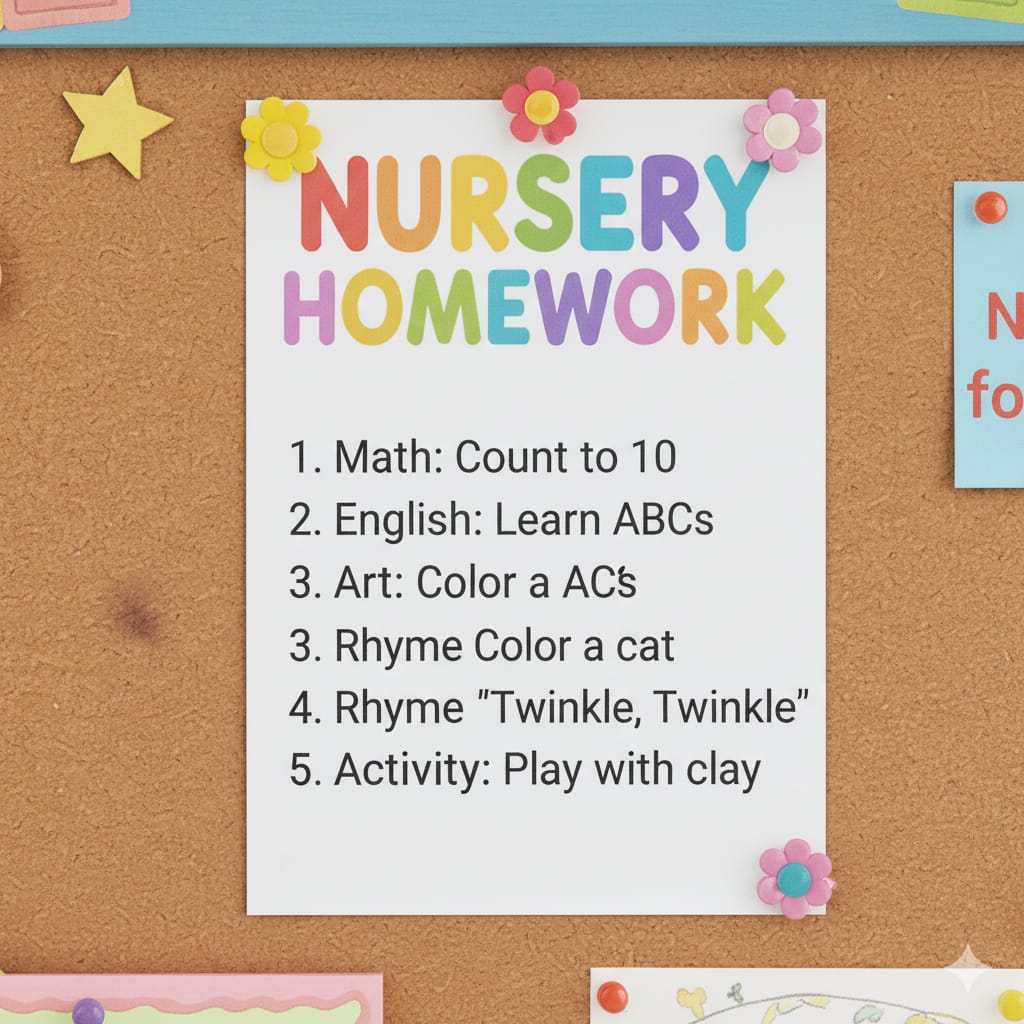 NURSERY
HOMEWORK
1. Math: Count to 10
2. English: Learn ABCs
3. Art: Color a ACs
3. Rhyme Color a cat
4. Rhyme "Twinkle, Twinkle"
5. Activity: Play with clay
N
fo